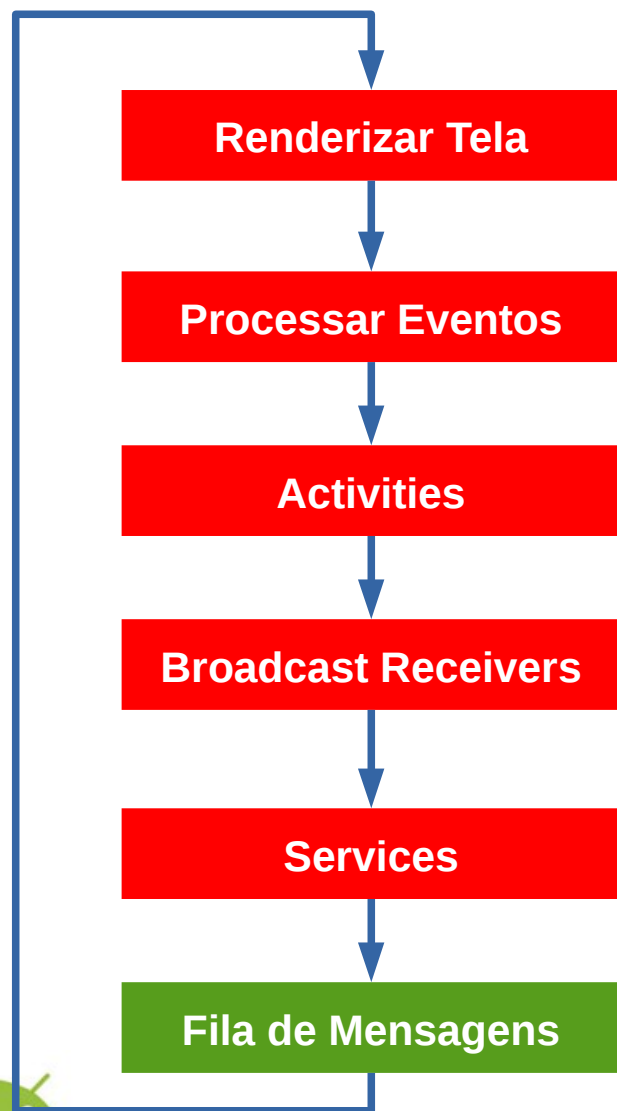 Renderizar Tela
Processar Eventos
Activities
Broadcast Receivers
Services
Fila de Mensagens